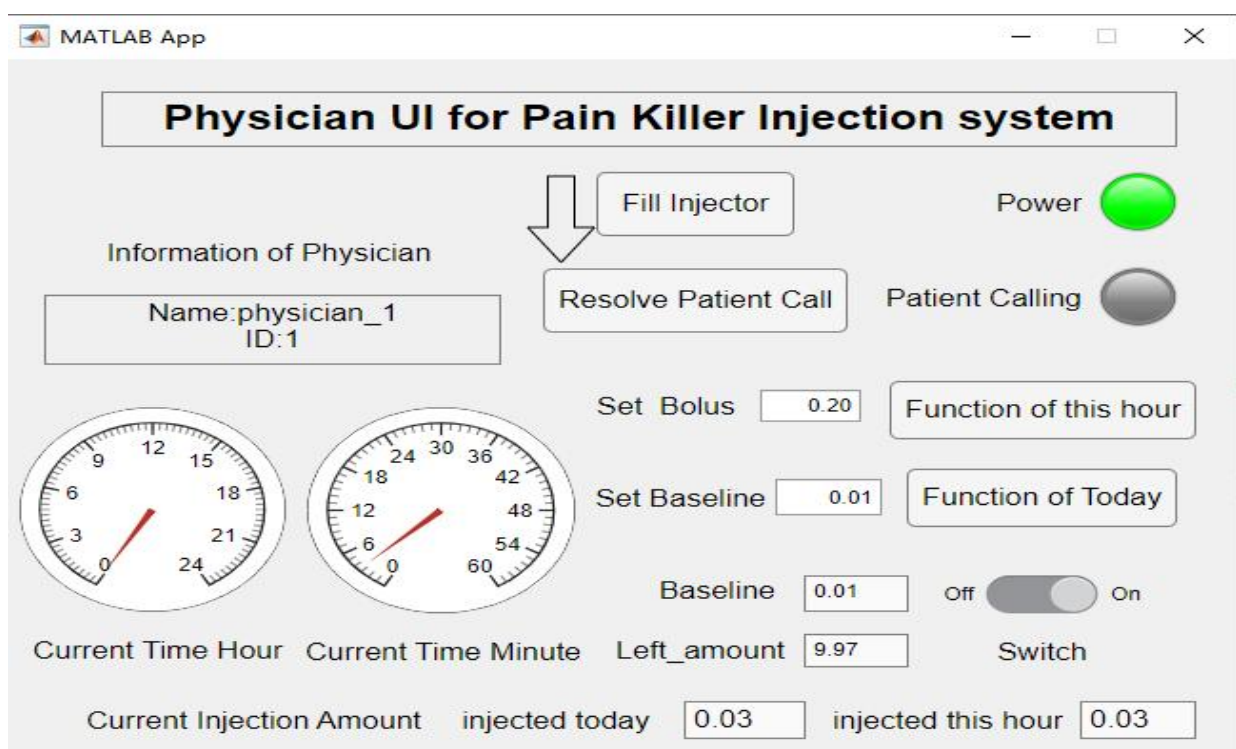 MATLAB App
Physician UI for Pain Killer Injection system
Fill Injector
Power
Information of Physician
Resolve Patient Call
Patient Calling
Name:physician_1
ID:1
Set Bolus 0.20
Function of this hour
0 3 6 9 12 15 18 21 24
0 6 12 18 24 30 36 42 48 54 60
Set Baseline 0.01
Function of Today
Baseline 0.01
Off On
Current Time Hour
Current Time Minute
Left_amount 9.97
Switch
Current Injection Amount injected today 0.03 injected this hour 0.03